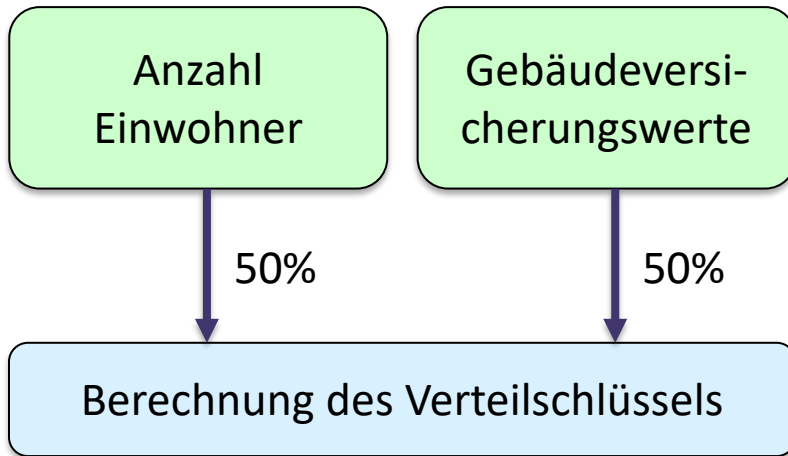 Anzahl
Einwohner
Gebäudeversi-
cherungswerte
50%
50%
Berechnung des Verteilschlüssels